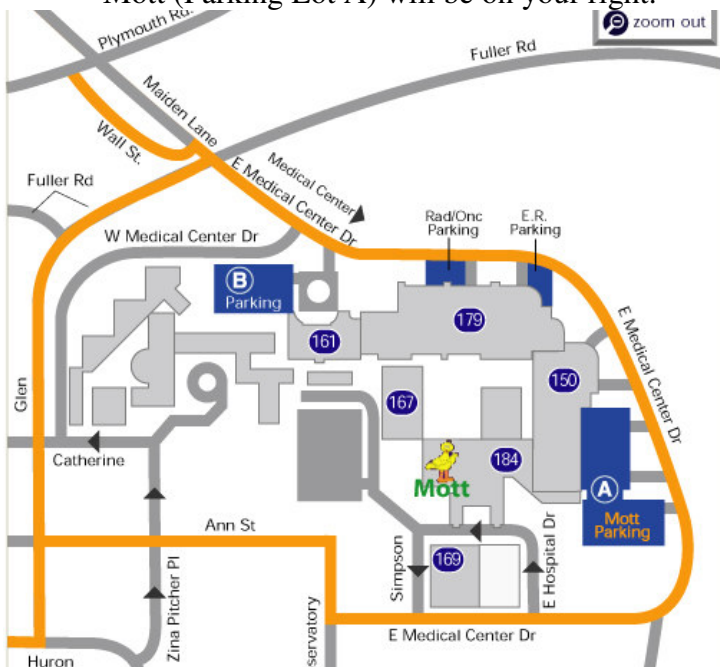 Mott (Parking Lot A) will be on your right.
zoom out
Plymouth Rd.
Fuller Rd
Maiden Lane
Wall St.
E Medical Center Dr
Medical Center
Fuller Rd
W Medical Center Dr
Rad/Onc
Parking
E.R.
Parking
B
Parking
179
161
150
E Medical Center Dr
167
Glen
184
Mott
Catherine
A
Mott
Parking
Ann St
Simpson
169
E Hospital Dr
Zina Pitcher Pl
servatory
E Medical Center Dr
Huron